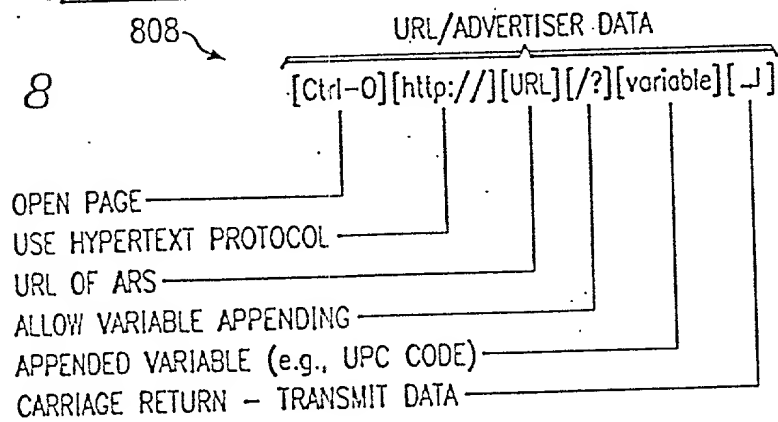 808
URL/ADVERTISER DATA
8
[Ctrl-O][http://][URL][/?][variable][↵]
OPEN PAGE
USE HYPERTEXT PROTOCOL
URL OF ARS
ALLOW VARIABLE APPENDING
APPENDED VARIABLE (e.g., UPC CODE)
CARRIAGE RETURN – TRANSMIT DATA